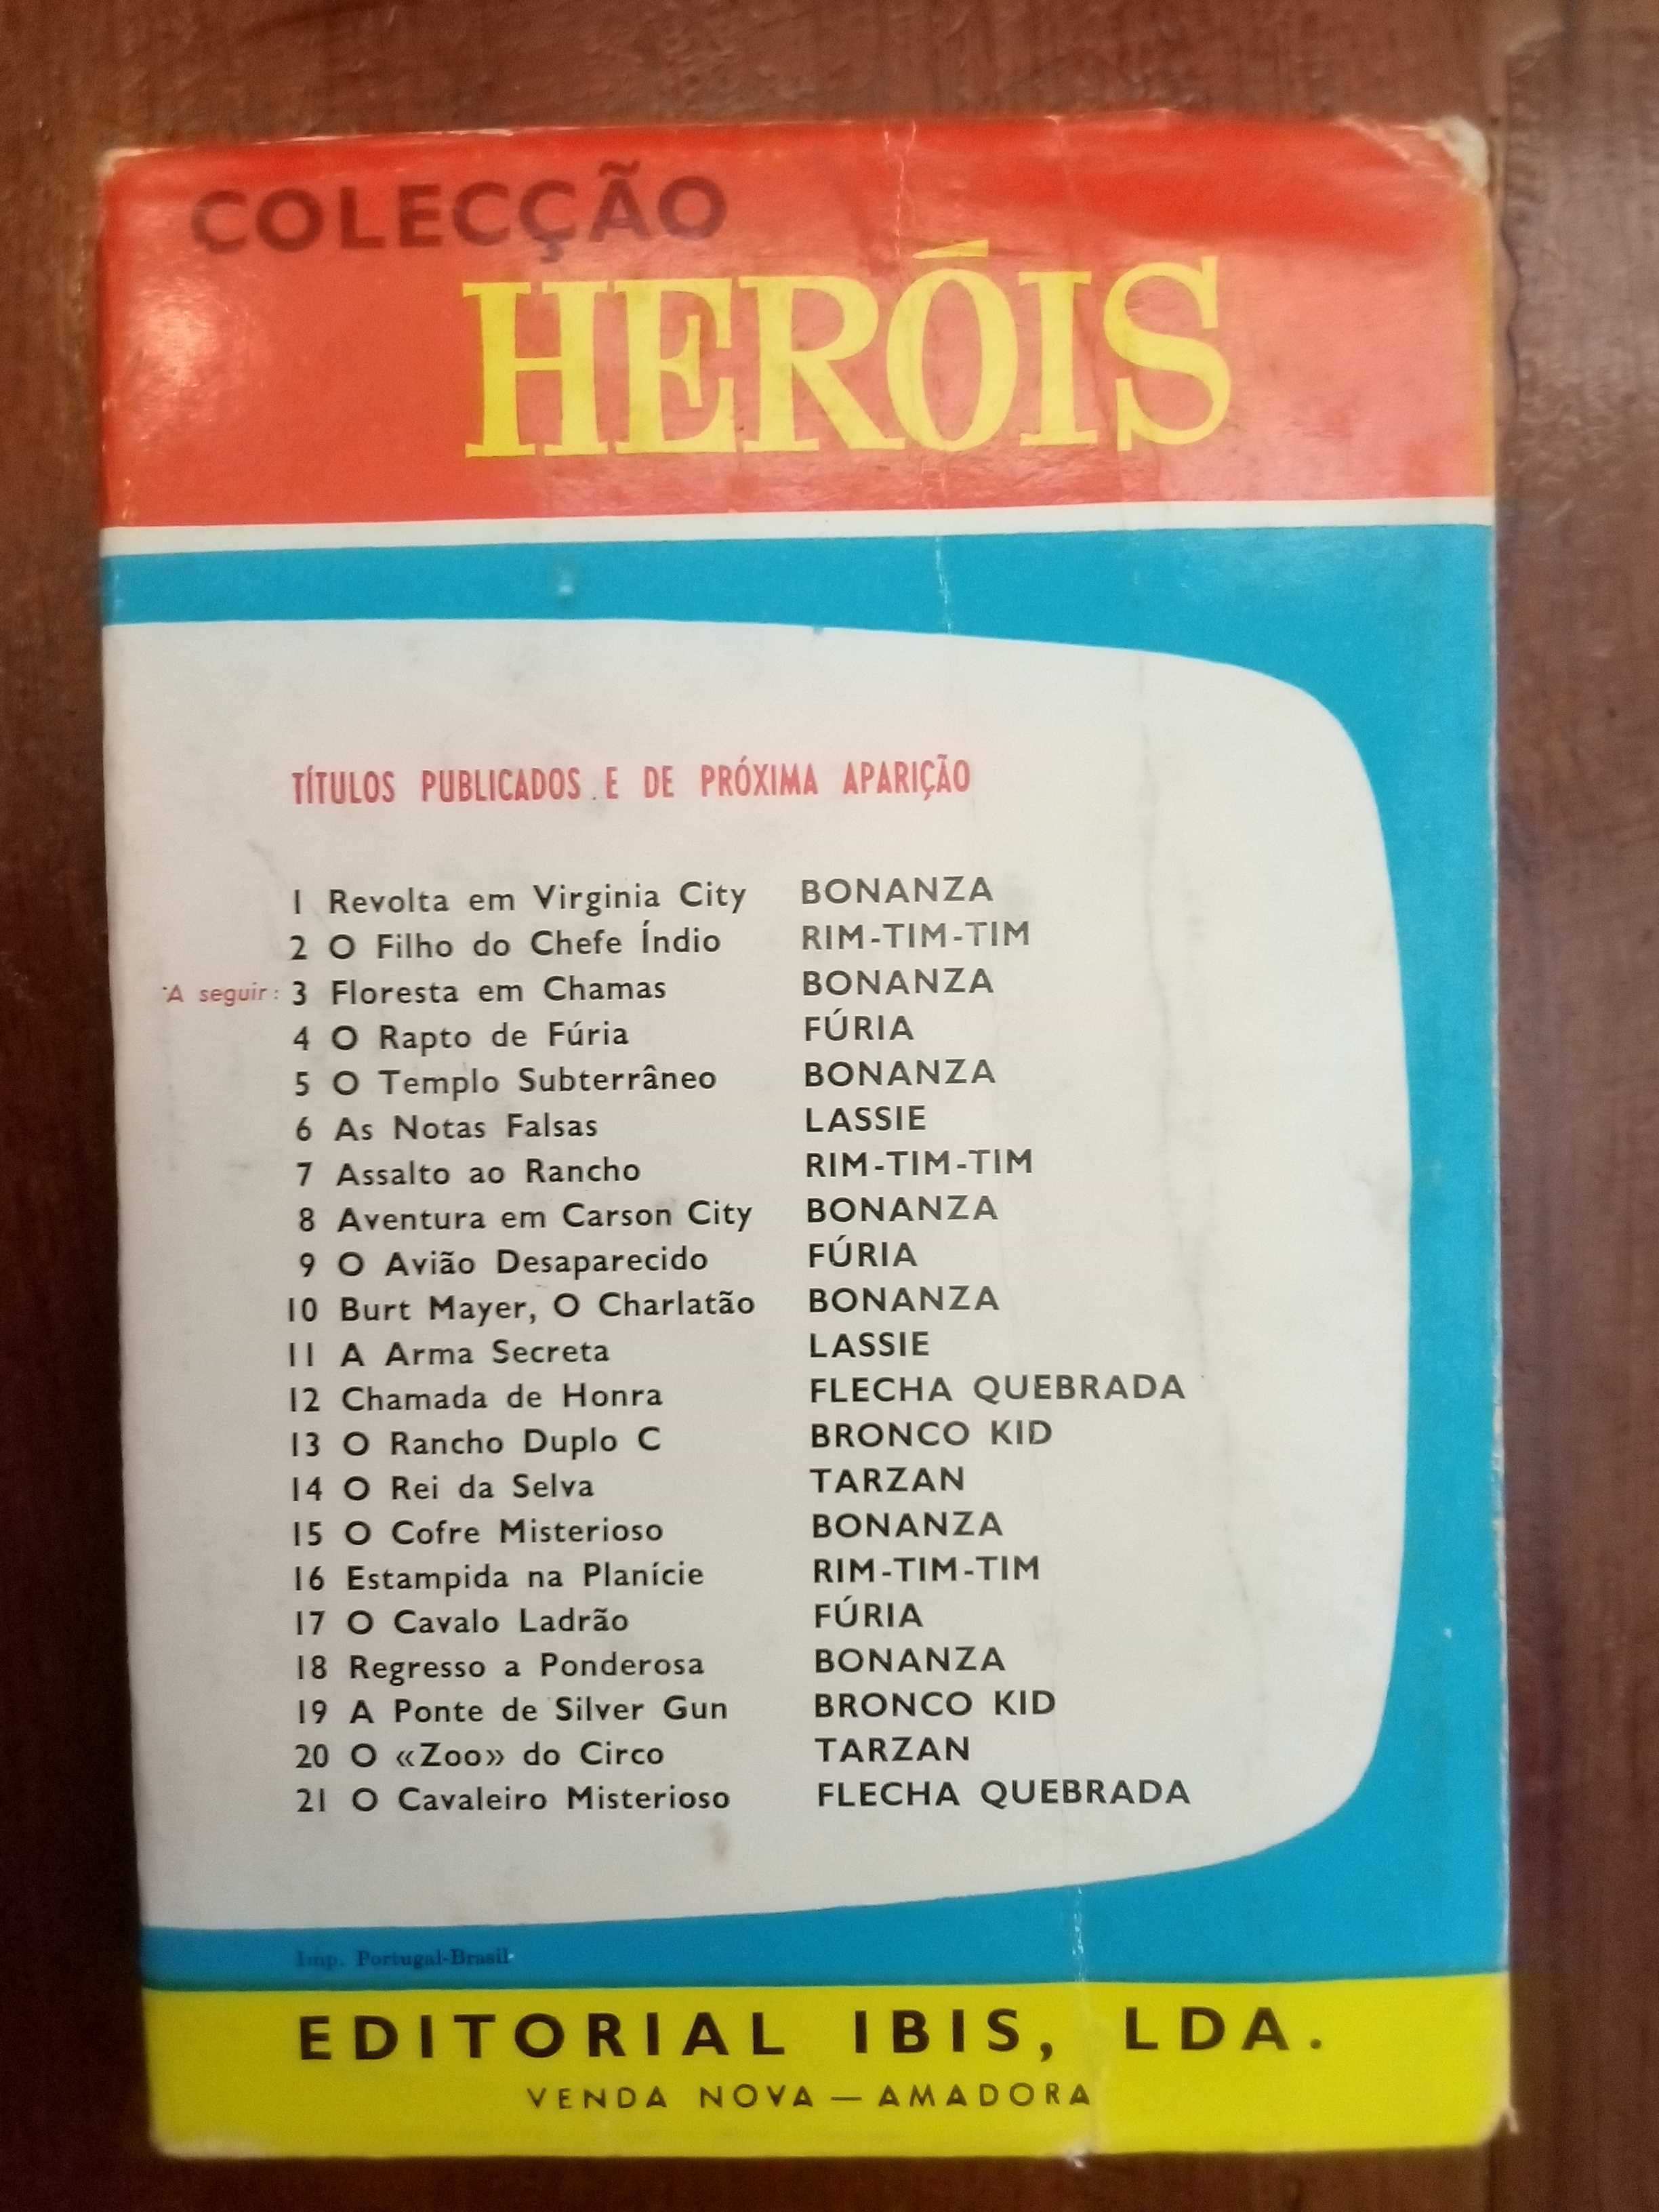 COLECÇÃO
HERÓIS
TÍTULOS PUBLICADOS E DE PRÓXIMA APARIÇÃO
1 Revolta em Virginia City BONANZA
2 O Filho do Chefe Índio RIM-TIM-TIM
A seguir: 3 Floresta em Chamas BONANZA
4 O Rapto de Fúria FÚRIA
5 O Templo Subterrâneo BONANZA
6 As Notas Falsas LASSIE
7 Assalto ao Rancho RIM-TIM-TIM
8 Aventura em Carson City BONANZA
9 O Avião Desaparecido FÚRIA
10 Burt Mayer, O Charlatão BONANZA
11 A Arma Secreta LASSIE
12 Chamada de Honra FLECHA QUEBRADA
13 O Rancho Duplo C BRONCO KID
14 O Rei da Selva TARZAN
15 O Cofre Misterioso BONANZA
16 Estampida na Planície RIM-TIM-TIM
17 O Cavalo Ladrão FÚRIA
18 Regresso a Ponderosa BONANZA
19 A Ponte de Silver Gun BRONCO KID
20 O «Zoo» do Circo TARZAN
21 O Cavaleiro Misterioso FLECHA QUEBRADA
Imp. Portugal-Brasil
EDITORIAL IBIS, LDA.
VENDA NOVA — AMADORA